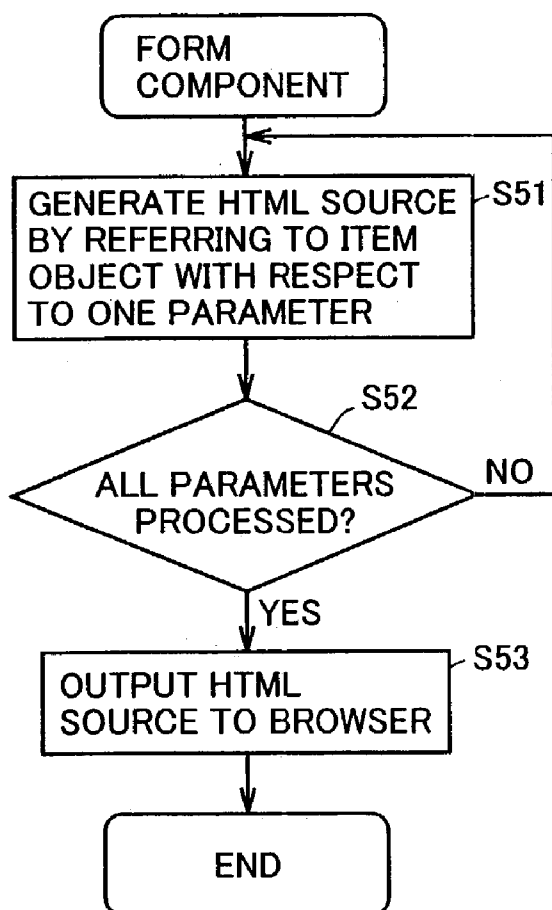 FORM
COMPONENT
GENERATE HTML SOURCE
BY REFERRING TO ITEM
OBJECT WITH RESPECT
TO ONE PARAMETER
S51
S52
ALL PARAMETERS
PROCESSED?
NO
YES
OUTPUT HTML
SOURCE TO BROWSER
S53
END